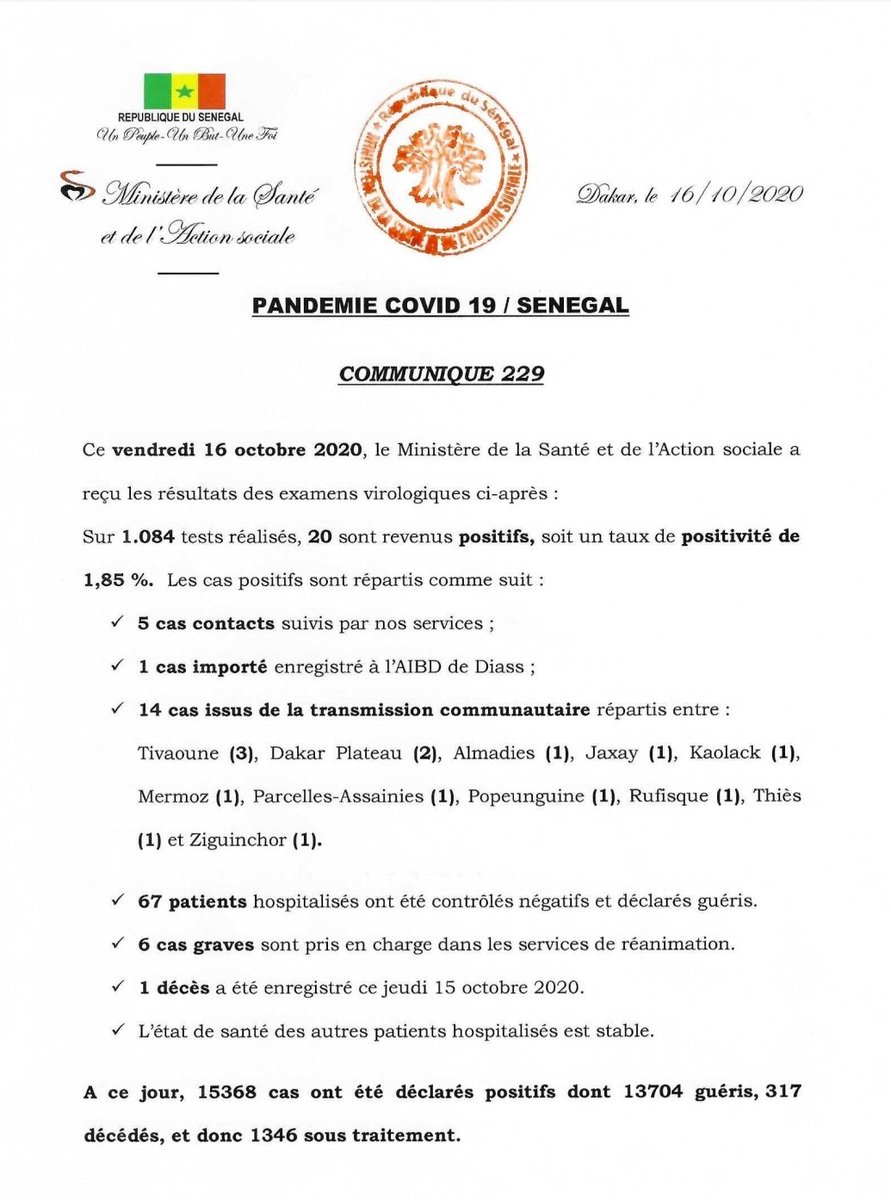 REPUBLIQUE DU SENEGAL
Un Peuple-Un But-Une Foi
Ministère de la Santé
et de l'Action sociale
République du Sénégal
MINISTERE DE LA SANTE
L'ACTION SOCIALE
Dakar, le 16/10/2020
PANDEMIE COVID 19 / SENEGAL
COMMUNIQUE 229
Ce vendredi 16 octobre 2020, le Ministère de la Santé et de l'Action sociale a
reçu les résultats des examens virologiques ci-après :
Sur 1.084 tests réalisés, 20 sont revenus positifs, soit un taux de positivité de
1,85 %. Les cas positifs sont répartis comme suit :
✓ 5 cas contacts suivis par nos services ;
✓ 1 cas importé enregistré à l'AIBD de Diass ;
✓ 14 cas issus de la transmission communautaire répartis entre :
Tivaoune (3), Dakar Plateau (2), Almadies (1), Jaxay (1), Kaolack (1),
Mermoz (1), Parcelles-Assainies (1), Popeunguine (1), Rufisque (1), Thiès
(1) et Ziguinchor (1).
✓ 67 patients hospitalisés ont été contrôlés négatifs et déclarés guéris.
✓ 6 cas graves sont pris en charge dans les services de réanimation.
✓ 1 décès a été enregistré ce jeudi 15 octobre 2020.
✓ L'état de santé des autres patients hospitalisés est stable.
A ce jour, 15368 cas ont été déclarés positifs dont 13704 guéris, 317
décédés, et donc 1346 sous traitement.